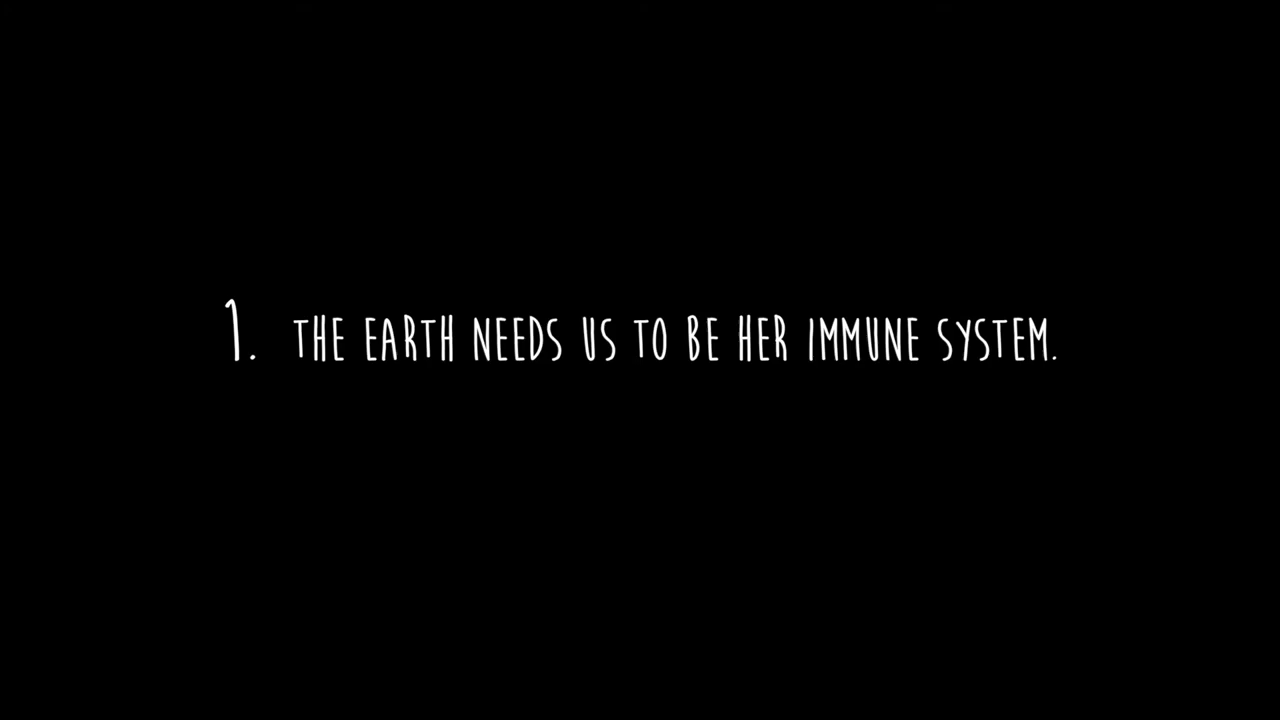 1. THE EARTH NEEDS US TO BE HER IMMUNE SYSTEM.